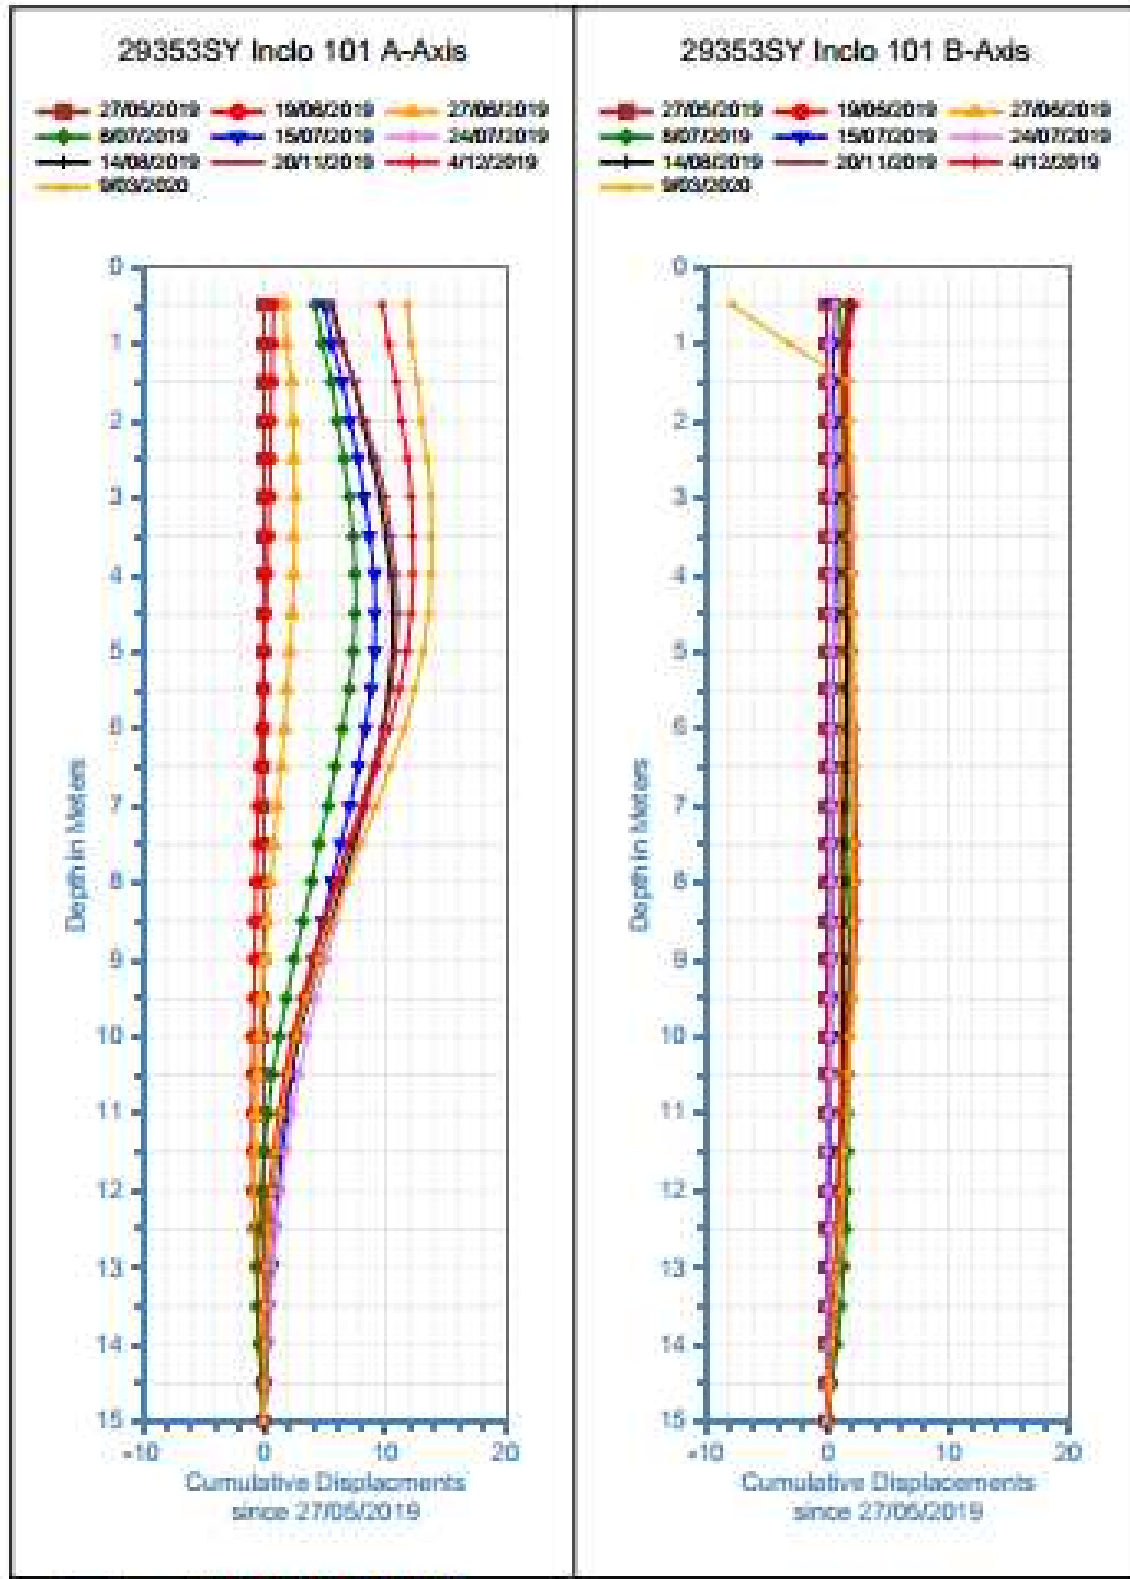 29353SY Inclo 101 A-Axis
27/05/2019 19/06/2019 27/06/2019
8/07/2019 15/07/2019 24/07/2019
14/08/2019 20/11/2019 4/12/2019
9/03/2020
0
1
2
3
4
5
6
7
8
9
10
11
12
13
14
15
Depth in Meters
-10 0 10 20
Cumulative Displacments
since 27/05/2019
29353SY Inclo 101 B-Axis
27/05/2019 19/06/2019 27/06/2019
8/07/2019 15/07/2019 24/07/2019
14/08/2019 20/11/2019 4/12/2019
9/03/2020
0
1
2
3
4
5
6
7
8
9
10
11
12
13
14
15
Depth in Meters
-10 0 10 20
Cumulative Displacements
since 27/05/2019